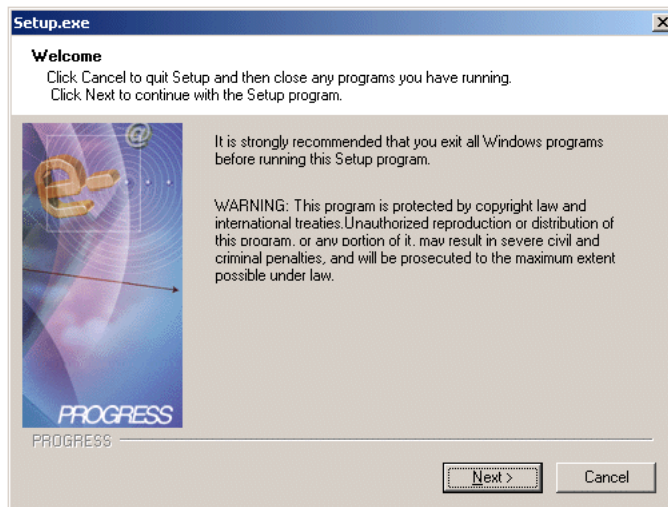 Setup.exe
Welcome
Click Cancel to quit Setup and then close any programs you have running.
Click Next to continue with the Setup program.
@
e-
It is strongly recommended that you exit all Windows programs
before running this Setup program.
WARNING: This program is protected by copyright law and
international treaties.Unauthorized reproduction or distribution of
this program, or any portion of it, may result in severe civil and
criminal penalties, and will be prosecuted to the maximum extent
possible under law.
PROGRESS
PROGRESS
Next >
Cancel